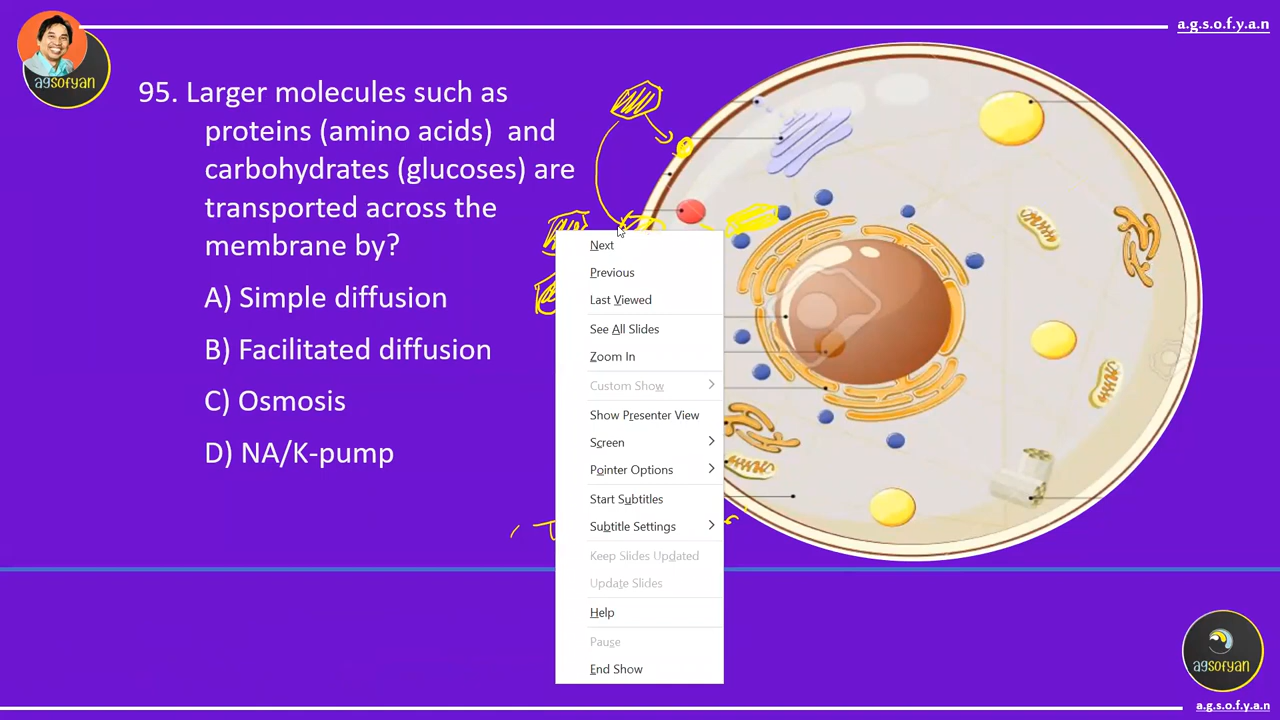 a.g.s.o.f.y.a.n
agsofyan
95. Larger molecules such as
proteins (amino acids) and
carbohydrates (glucoses) are
transported across the
membrane by?
A) Simple diffusion
B) Facilitated diffusion
C) Osmosis
D) NA/K-pump
Next
Previous
Last Viewed
See All Slides
Zoom In
Custom Show
Show Presenter View
Screen
Pointer Options
Start Subtitles
Subtitle Settings
Keep Slides Updated
Update Slides
Help
Pause
End Show
agsofyan
a.g.s.o.f.y.a.n